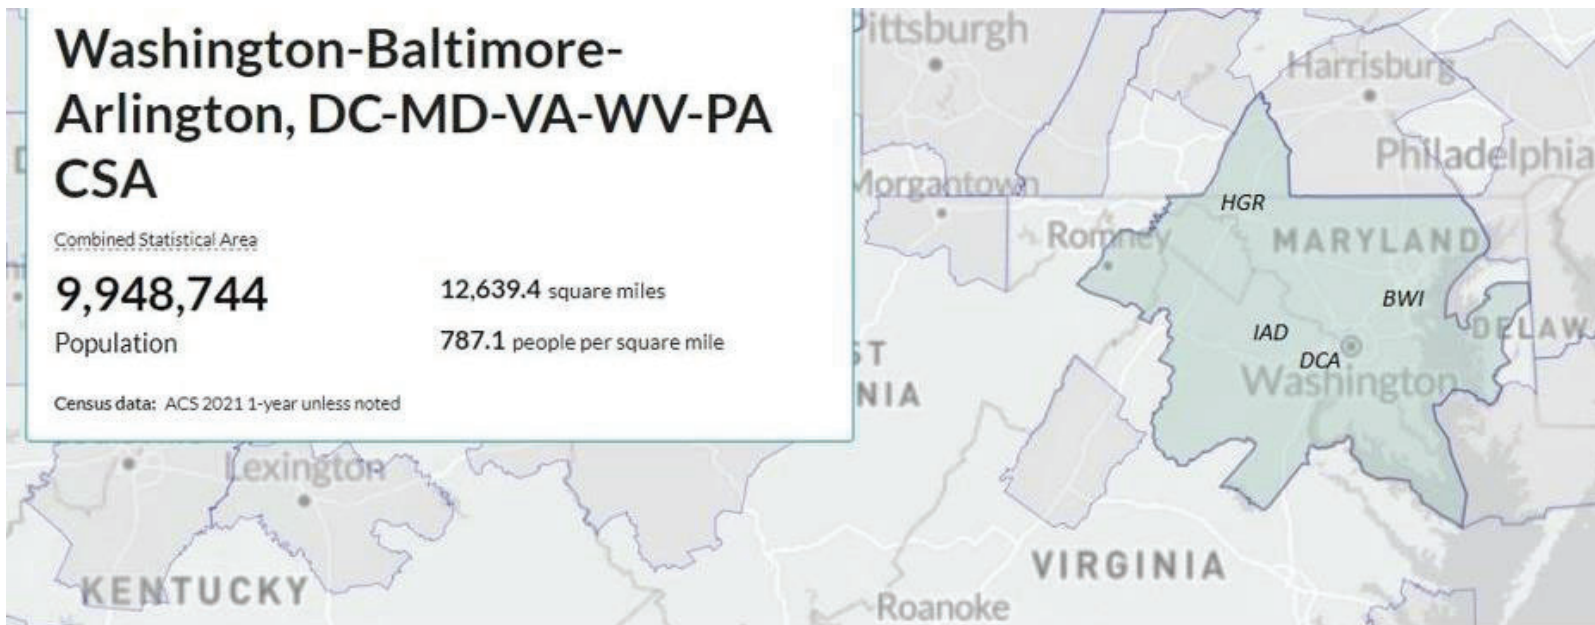 Washington-Baltimore-
Arlington, DC-MD-VA-WV-PA
CSA
Combined Statistical Area
9,948,744
Population
12,639.4 square miles
787.1 people per square mile
Census data: ACS 2021 1-year unless noted
Pittsburgh
Harrisburg
Philadelphia
Morgantown
HGR
Romney
MARYLAND
BWI
IAD
DELAW
DCA
ST
Washington
NIA
Lexington
VIRGINIA
KENTUCKY
Roanoke